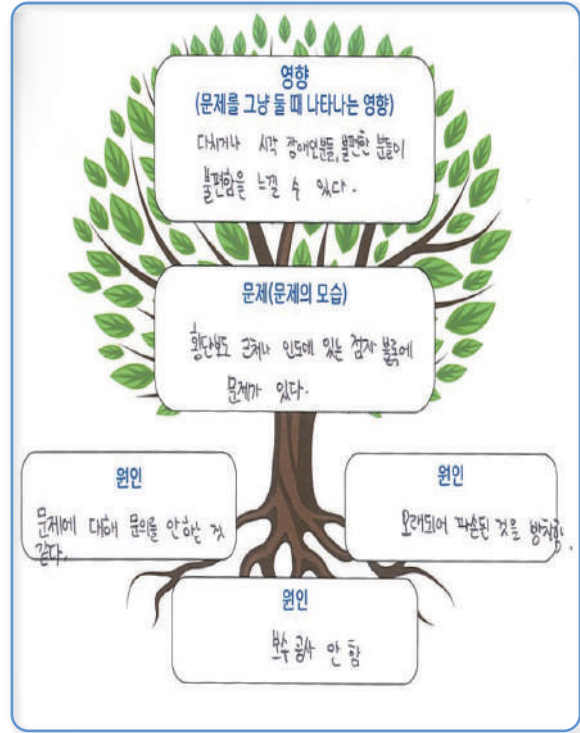 영향
(문제를 그냥 둘 때 나타나는 영향)
다치거나 시각 장애인분들, 불편한 분들이
불편함을 느낄 수 있다.
문제(문제의 모습)
횡단보도 근처나 인도에 있는 점자 블록에
문제가 있다.
원인
문제에 대해 문의를 안하는 것
같다.
원인
오래되어 파손된 것을 방치함.
원인
보수 공사 안 함